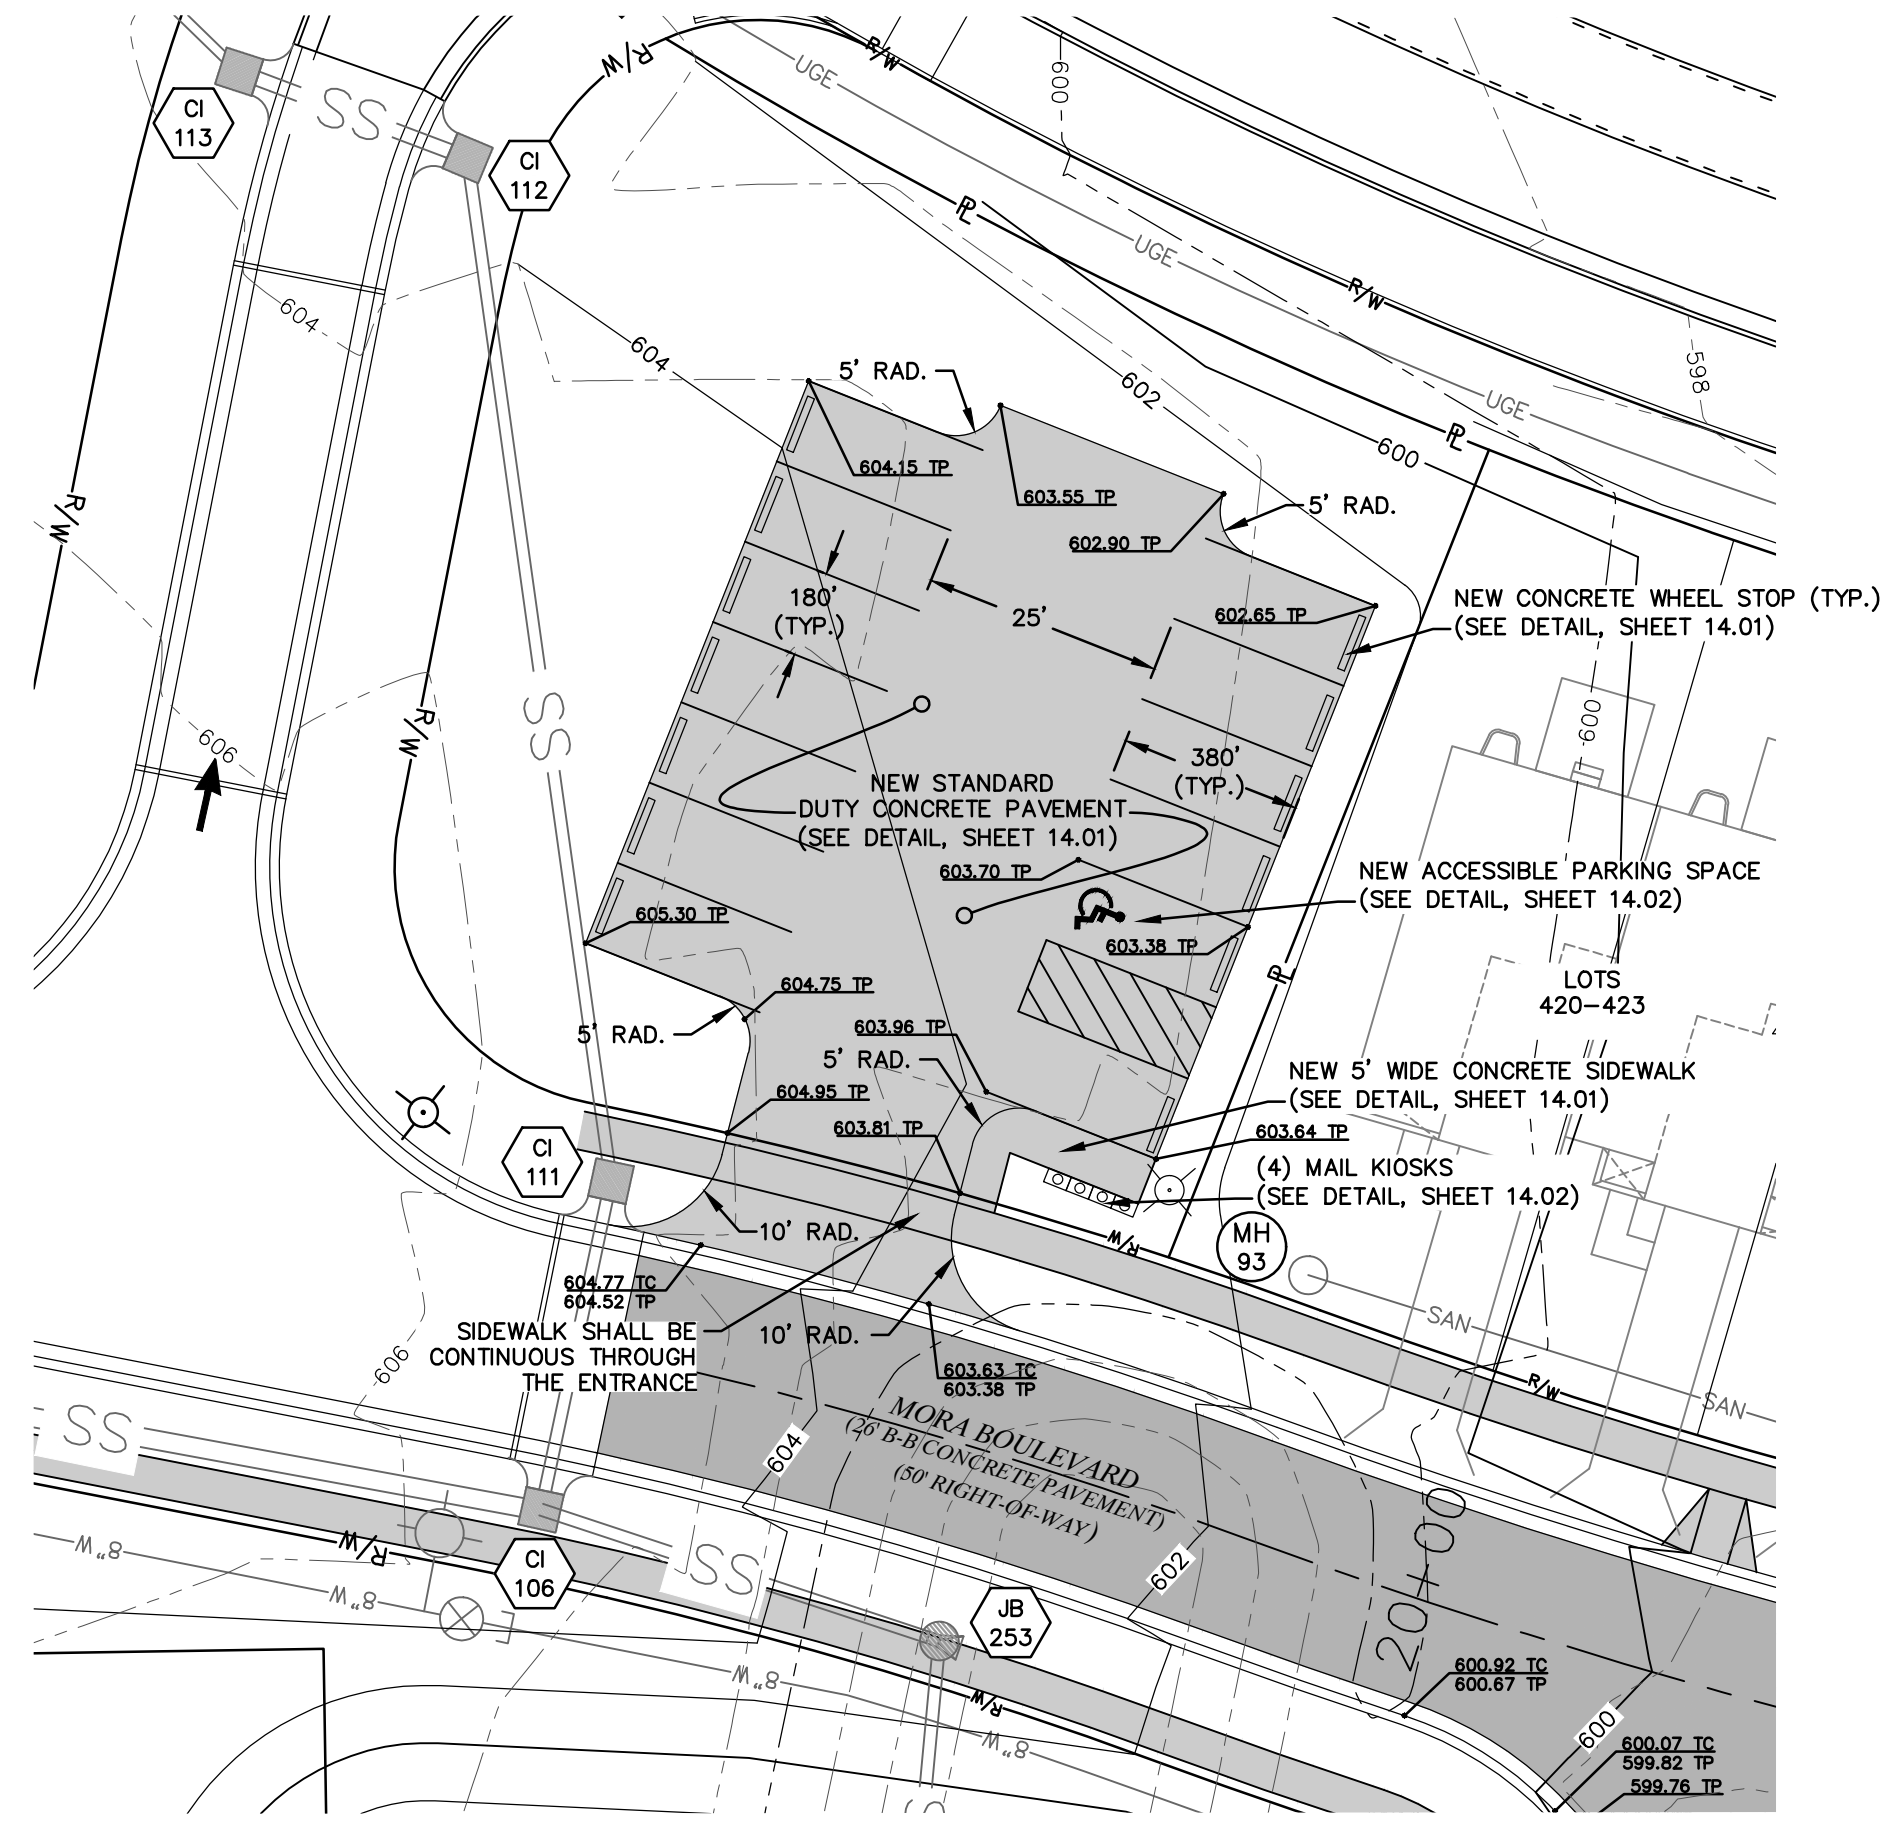 CI
113
SS
CI
112
R/W
R/W
UGE
600
PL
UGE
R/W
598
604
604
602
5' RAD.
UGE
PL
600
604.15 TP
603.55 TP
5' RAD.
602.90 TP
R/W
180'
(TYP.)
25'
602.65 TP
NEW CONCRETE WHEEL STOP (TYP.)
(SEE DETAIL, SHEET 14.01)
606
R/W
SS
600
380'
(TYP.)
NEW STANDARD
DUTY CONCRETE PAVEMENT
(SEE DETAIL, SHEET 14.01)
603.70 TP
NEW ACCESSIBLE PARKING SPACE
(SEE DETAIL, SHEET 14.02)
605.30 TP
603.38 TP
PL
LOTS
420-423
604.75 TP
5' RAD.
603.96 TP
5' RAD.
NEW 5' WIDE CONCRETE SIDEWALK
(SEE DETAIL, SHEET 14.01)
604.95 TP
603.81 TP
603.64 TP
CI
111
(4) MAIL KIOSKS
(SEE DETAIL, SHEET 14.02)
10' RAD.
R/W
MH
93
604.77 TC
604.52 TP
SAN
SIDEWALK SHALL BE
CONTINUOUS THROUGH
THE ENTRANCE
10' RAD.
606
603.63 TC
603.38 TP
R/W
SAN
MORA BOULEVARD
(26' B-B CONCRETE PAVEMENT)
(50' RIGHT-OF-WAY)
SS
604
20+00
8"W
R/W
CI
106
SS
602
8"W
JB
253
8"W
R/W
600.92 TC
600.67 TP
8"W
600
600.07 TC
599.82 TP
599.76 TP